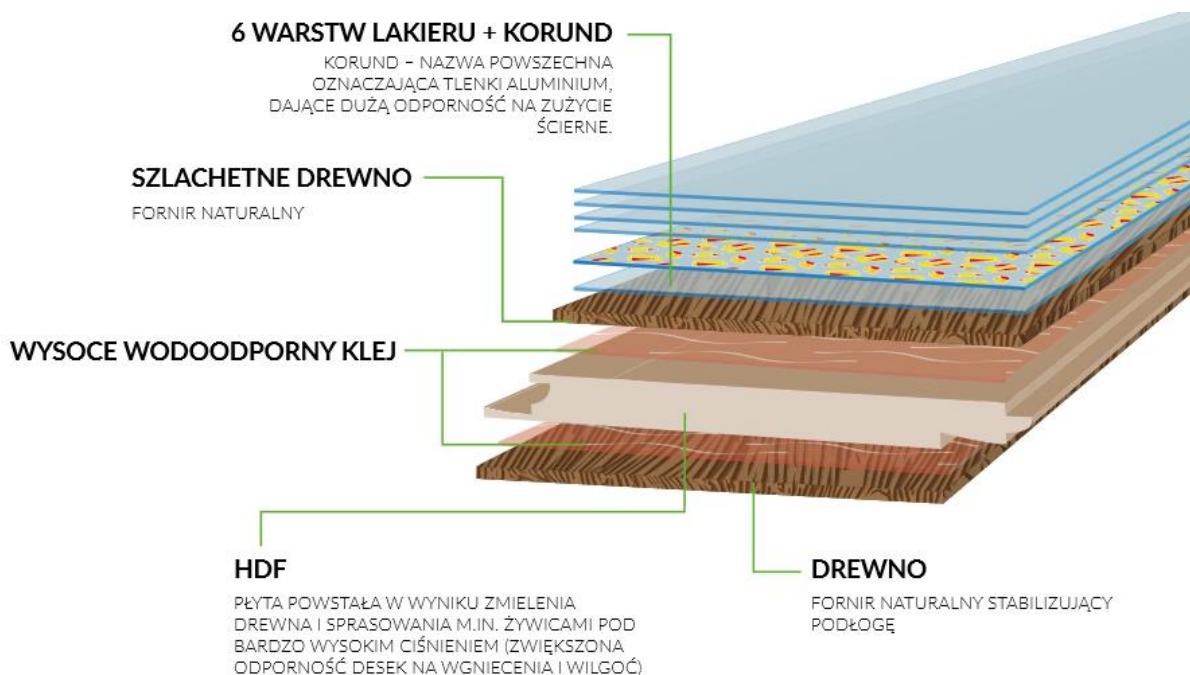 6 WARSTW LAKIERU + KORUND
KORUND – NAZWA POWSZECHNA
OZNACZAJĄCA TLENKI ALUMINIUM,
DAJĄCE DUŻĄ ODPORNOŚĆ NA ZUŻYCIE
ŚCIERNE.
SZLACHETNE DREWNO
FORNIR NATURALNY
WYSOCE WODOODPORNY KLEJ
HDF
PŁYTA POWSTAŁA W WYNIKU ZMIELENIA
DREWNA I SPRASOWANIA M.IN. ŻYWICAMI POD
BARDZO WYSOKIM CIŚNIENIEM (ZWIĘKSZONA
ODPORNOŚĆ DESEK NA WGNIECENIA I WILGOĆ)
DREWNO
FORNIR NATURALNY STABILIZUJĄCY
PODŁOGĘ